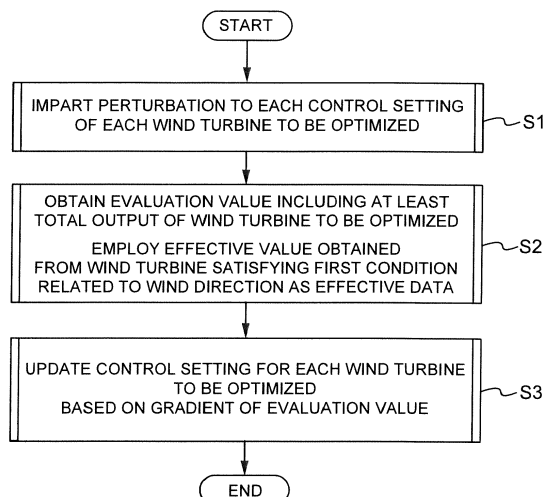 START
IMPART PERTURBATION TO EACH CONTROL SETTING
OF EACH WIND TURBINE TO BE OPTIMIZED
S1
OBTAIN EVALUATION VALUE INCLUDING AT LEAST
TOTAL OUTPUT OF WIND TURBINE TO BE OPTIMIZED
EMPLOY EFFECTIVE VALUE OBTAINED
FROM WIND TURBINE SATISFYING FIRST CONDITION
RELATED TO WIND DIRECTION AS EFFECTIVE DATA
S2
UPDATE CONTROL SETTING FOR EACH WIND TURBINE
TO BE OPTIMIZED
BASED ON GRADIENT OF EVALUATION VALUE
S3
END